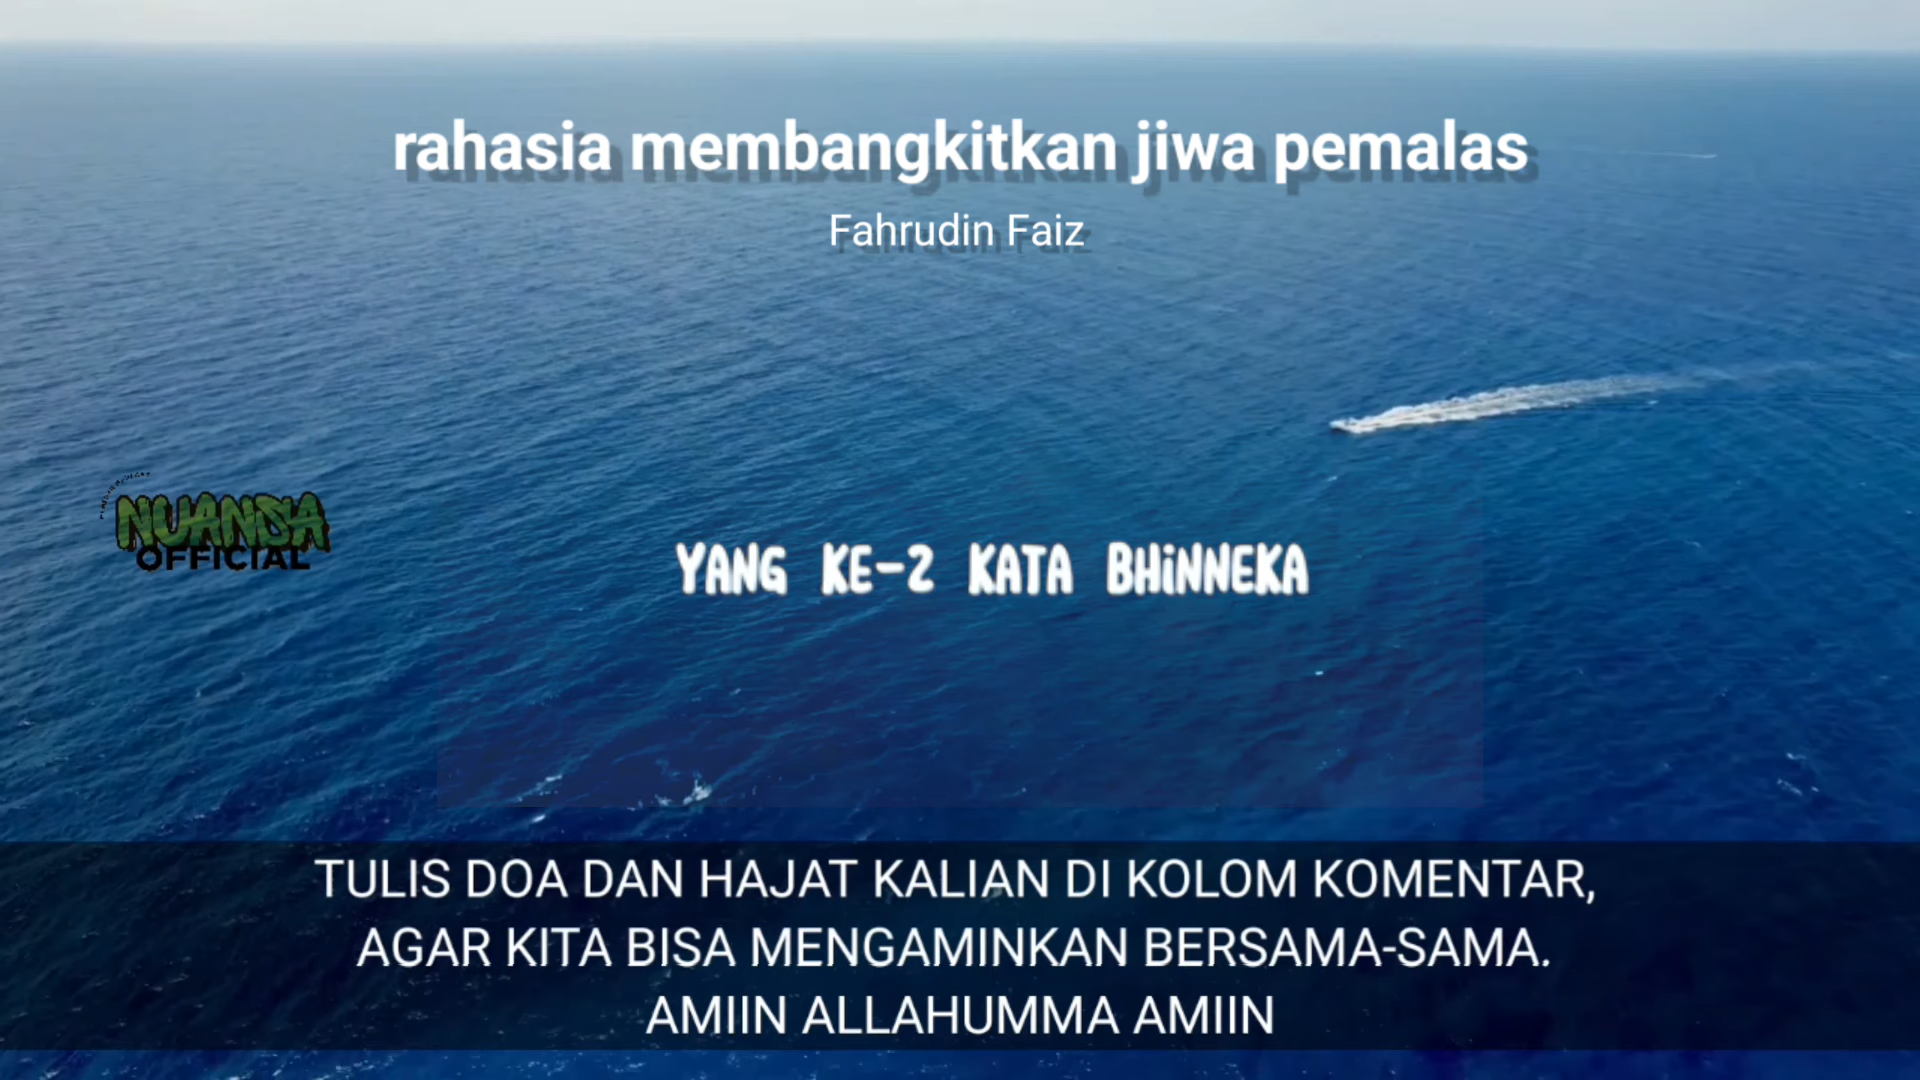 rahasia membangkitkan jiwa pemalas
Fahrudin Faiz
NUANSA
OFFICIAL
YANG KE-2 KATA BHINNEKA
TULIS DOA DAN HAJAT KALIAN DI KOLOM KOMENTAR,
AGAR KITA BISA MENGAMINKAN BERSAMA-SAMA.
AMIIN ALLAHUMMA AMIIN